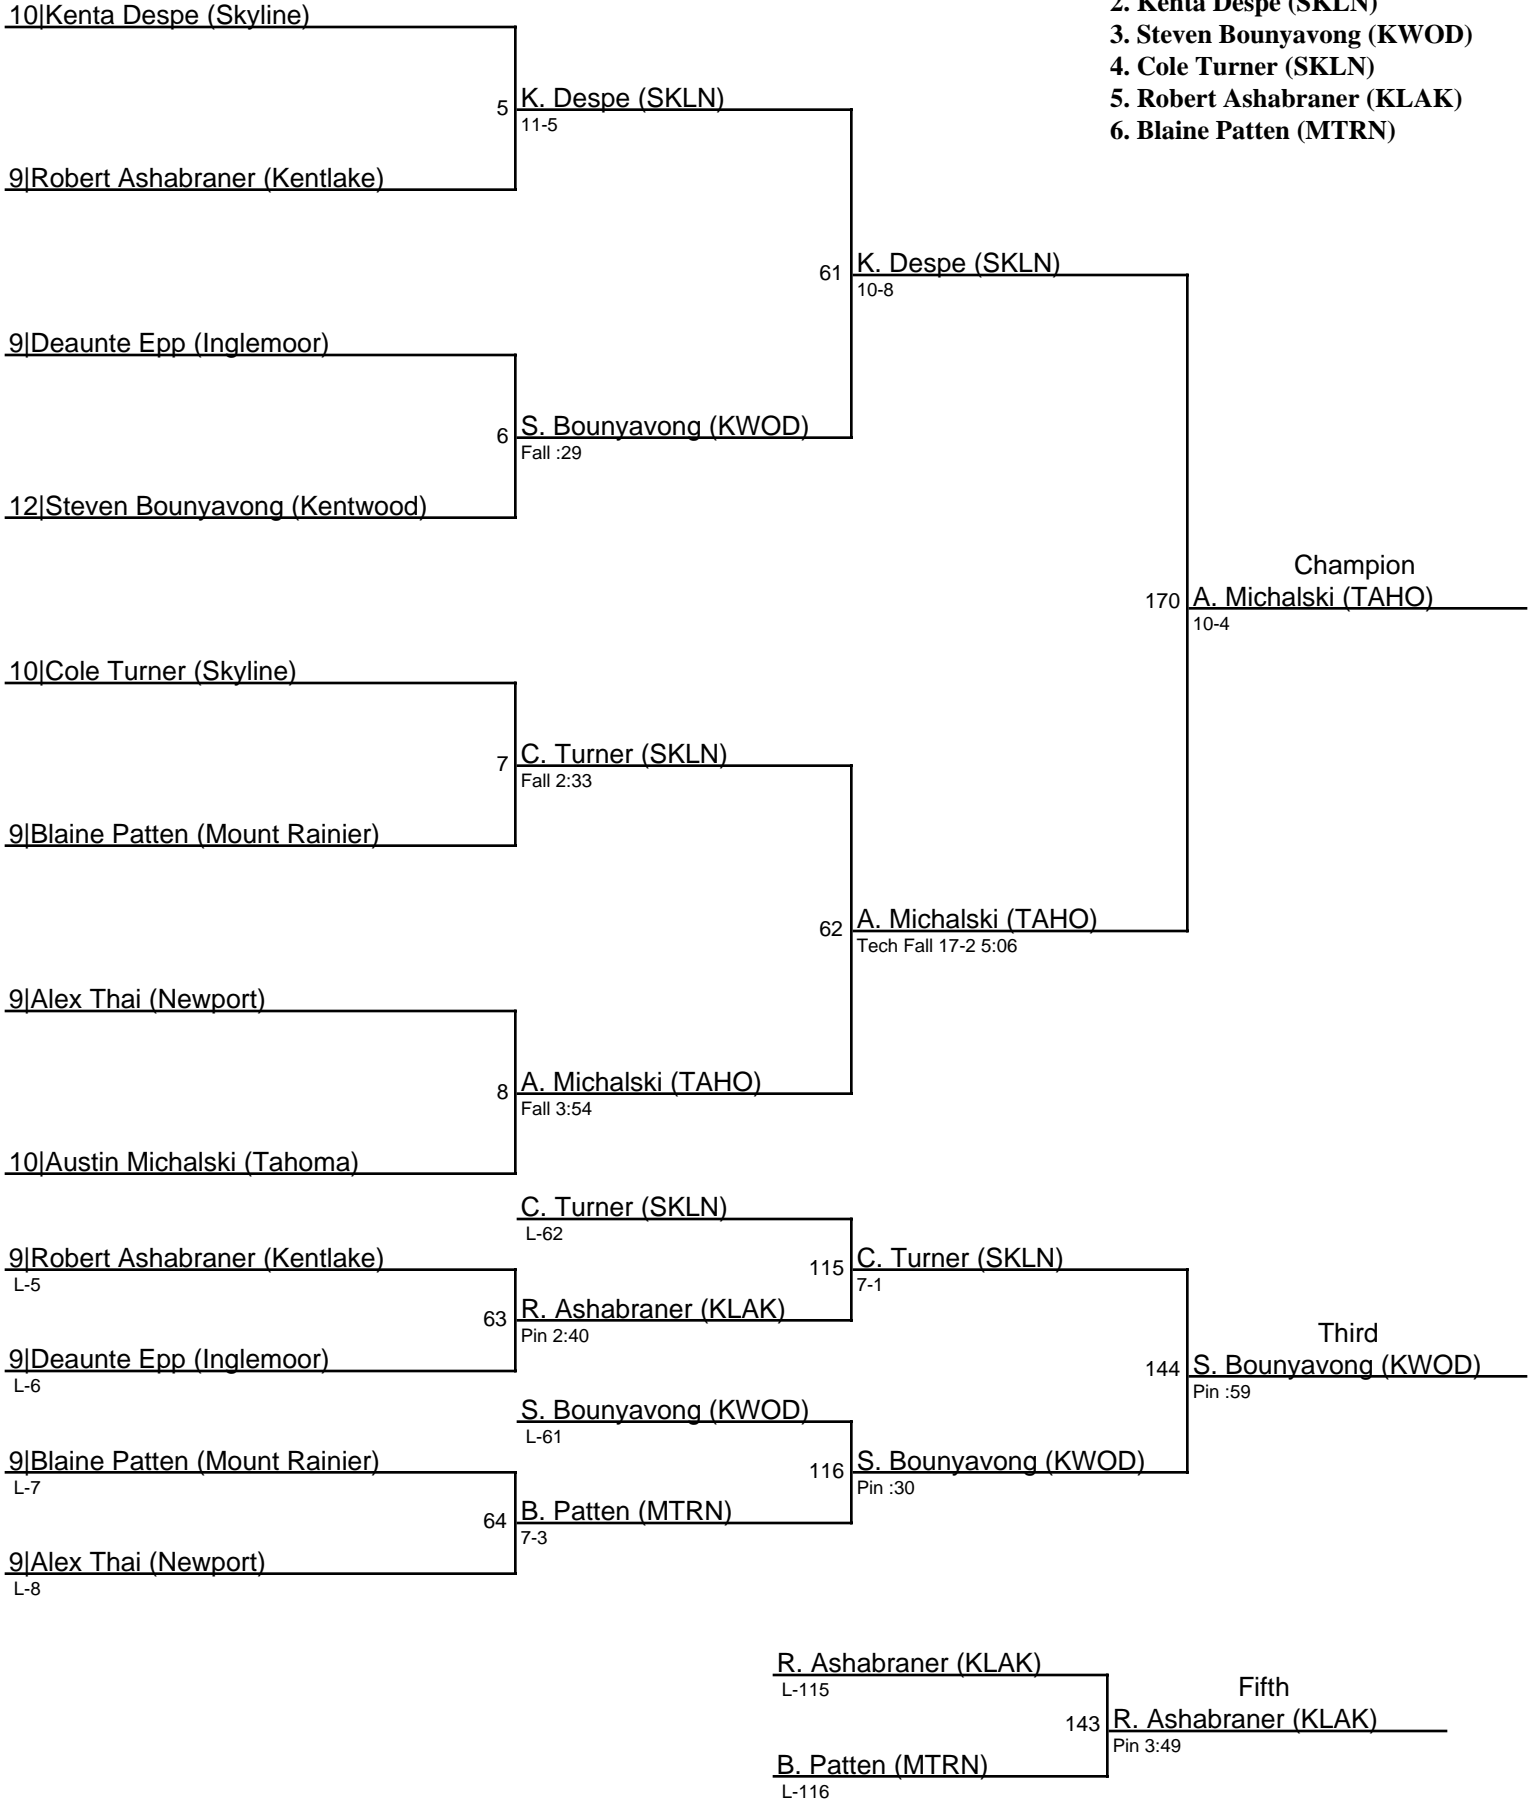 10|Kenta Despe (Skyline)
2. Kenta Despe (SKLN)
3. Steven Bounyavong (KWOD)
4. Cole Turner (SKLN)
5. Robert Ashabraner (KLAK)
6. Blaine Patten (MTRN)
5 K. Despe (SKLN)
11-5
9|Robert Ashabraner (Kentlake)
61 K. Despe (SKLN)
10-8
9|Deaunte Epp (Inglemoor)
6 S. Bounyavong (KWOD)
Fall :29
12|Steven Bounyavong (Kentwood)
Champion
170 A. Michalski (TAHO)
10-4
10|Cole Turner (Skyline)
7 C. Turner (SKLN)
Fall 2:33
9|Blaine Patten (Mount Rainier)
62 A. Michalski (TAHO)
Tech Fall 17-2 5:06
9|Alex Thai (Newport)
8 A. Michalski (TAHO)
Fall 3:54
10|Austin Michalski (Tahoma)
C. Turner (SKLN)
L-62
9|Robert Ashabraner (Kentlake)
L-5
115 C. Turner (SKLN)
7-1
63 R. Ashabraner (KLAK)
Pin 2:40
9|Deaunte Epp (Inglemoor)
L-6
Third
144 S. Bounyavong (KWOD)
Pin :59
S. Bounyavong (KWOD)
L-61
9|Blaine Patten (Mount Rainier)
L-7
116 S. Bounyavong (KWOD)
Pin :30
64 B. Patten (MTRN)
7-3
9|Alex Thai (Newport)
L-8
R. Ashabraner (KLAK)
L-115
Fifth
143 R. Ashabraner (KLAK)
Pin 3:49
B. Patten (MTRN)
L-116